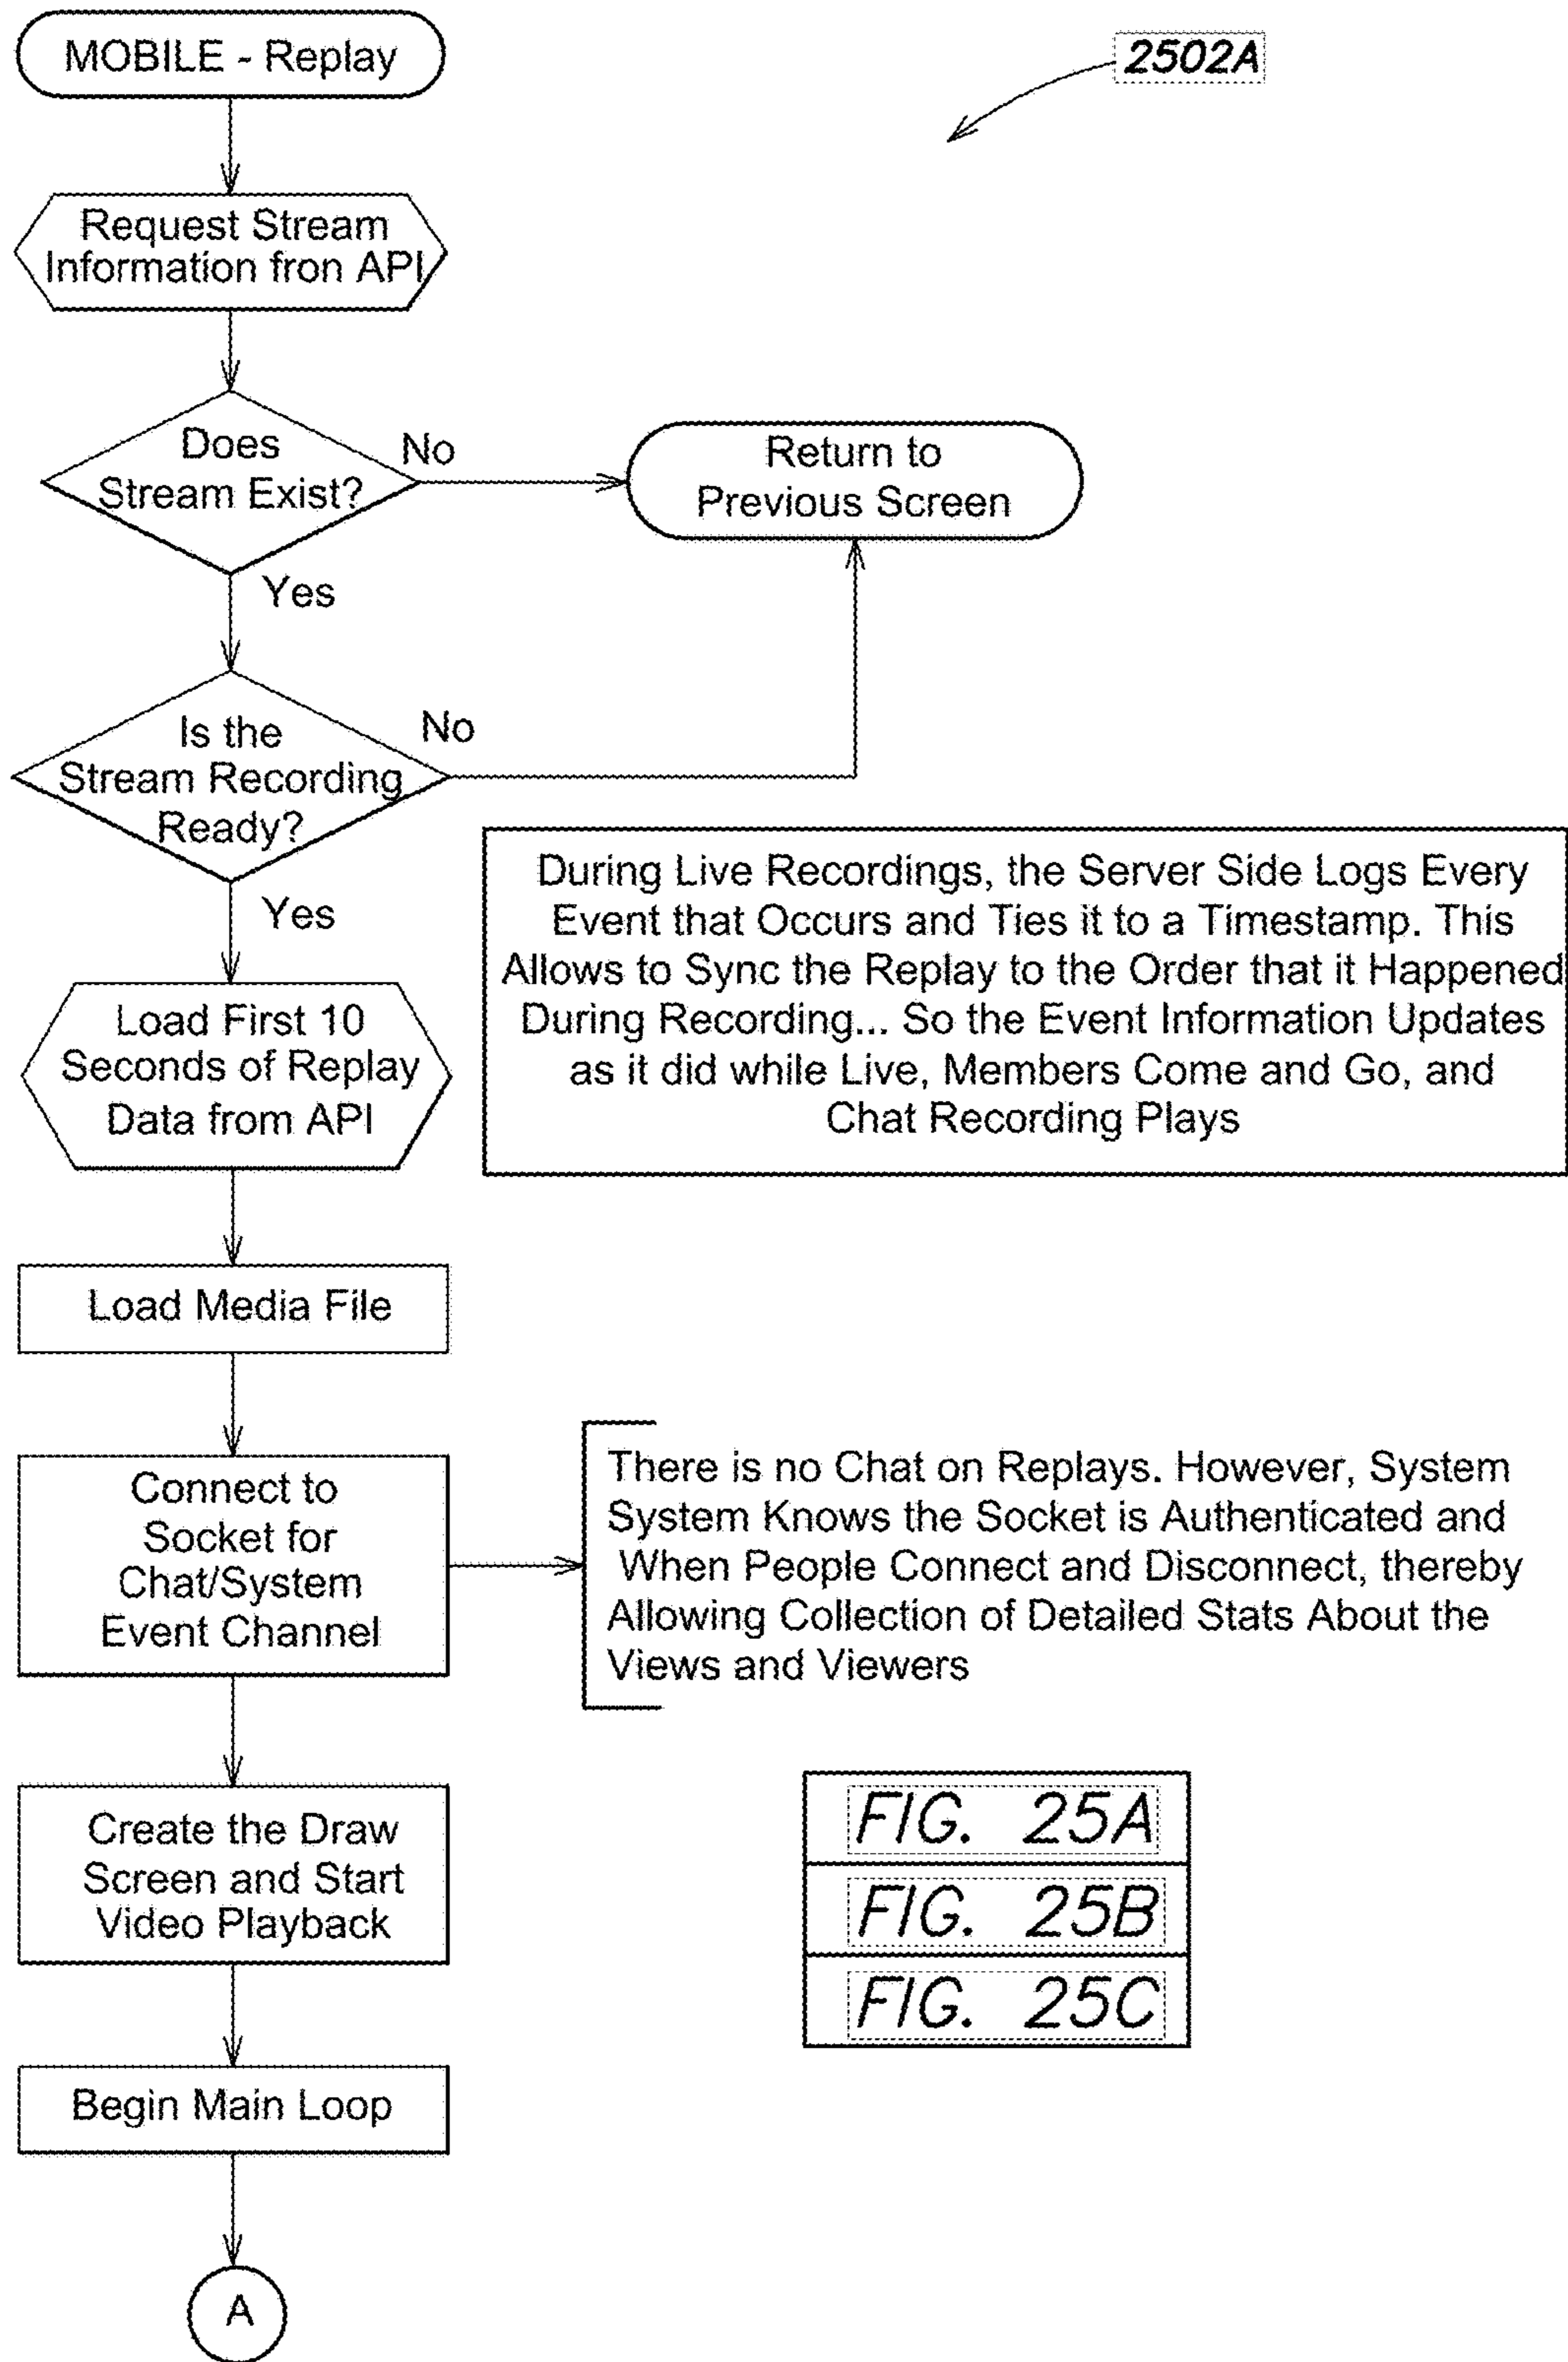 MOBILE - Replay
2502A
Request Stream
Information fron API
Does
Stream Exist?
No
Return to
Previous Screen
Yes
Is the
Stream Recording
Ready?
No
Yes
During Live Recordings, the Server Side Logs Every
Event that Occurs and Ties it to a Timestamp. This
Allows to Sync the Replay to the Order that it Happened
During Recording... So the Event Information Updates
as it did while Live, Members Come and Go, and
Chat Recording Plays
Load First 10
Seconds of Replay
Data from API
Load Media File
Connect to
Socket for
Chat/System
Event Channel
There is no Chat on Replays. However, System
System Knows the Socket is Authenticated and
When People Connect and Disconnect, thereby
Allowing Collection of Detailed Stats About the
Views and Viewers
Create the Draw
Screen and Start
Video Playback
FIG. 25A
FIG. 25B
FIG. 25C
Begin Main Loop
A